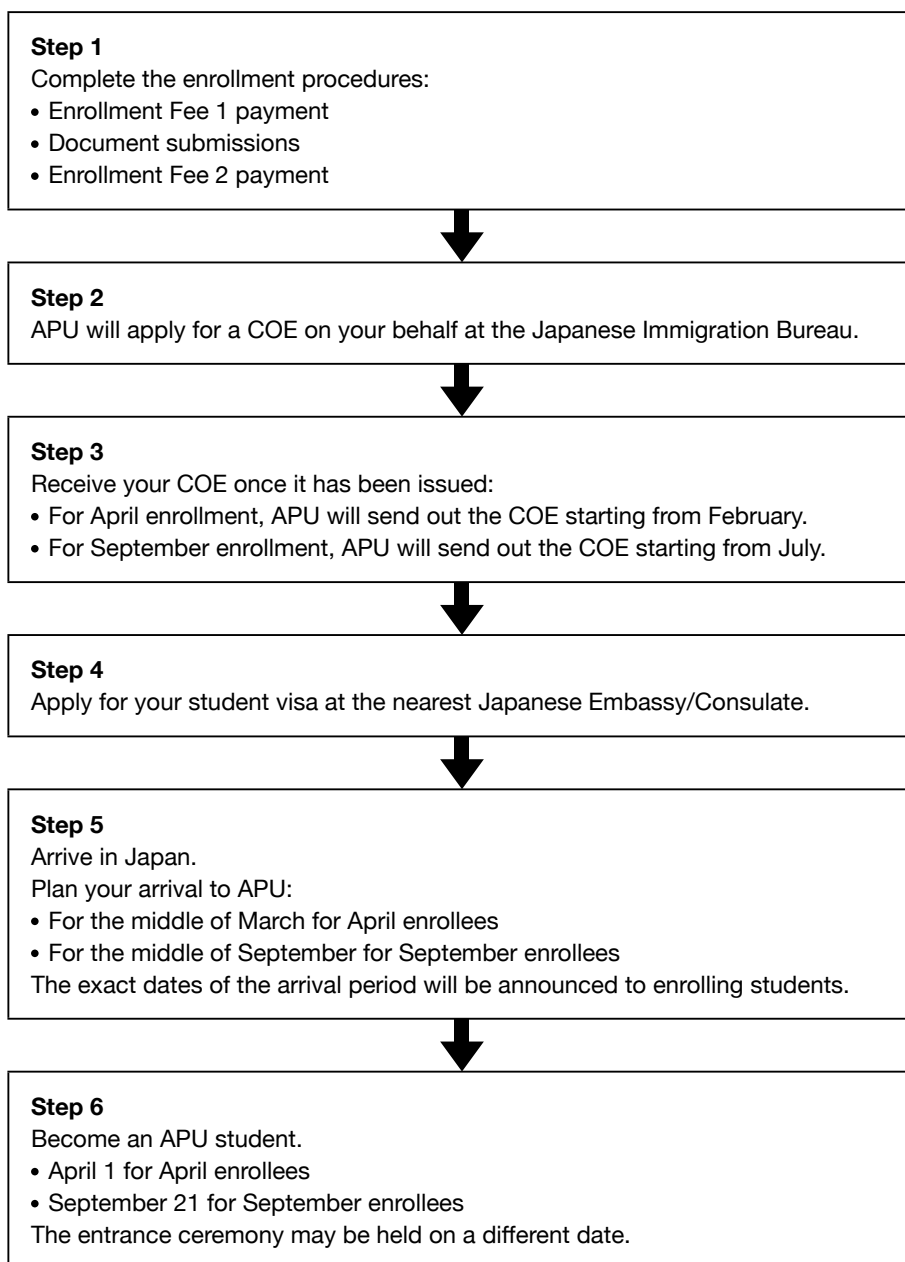 Step 1
Complete the enrollment procedures:
• Enrollment Fee 1 payment
• Document submissions
• Enrollment Fee 2 payment
Step 2
APU will apply for a COE on your behalf at the Japanese Immigration Bureau.
Step 3
Receive your COE once it has been issued:
• For April enrollment, APU will send out the COE starting from February.
• For September enrollment, APU will send out the COE starting from July.
Step 4
Apply for your student visa at the nearest Japanese Embassy/Consulate.
Step 5
Arrive in Japan.
Plan your arrival to APU:
• For the middle of March for April enrollees
• For the middle of September for September enrollees
The exact dates of the arrival period will be announced to enrolling students.
Step 6
Become an APU student.
• April 1 for April enrollees
• September 21 for September enrollees
The entrance ceremony may be held on a different date.